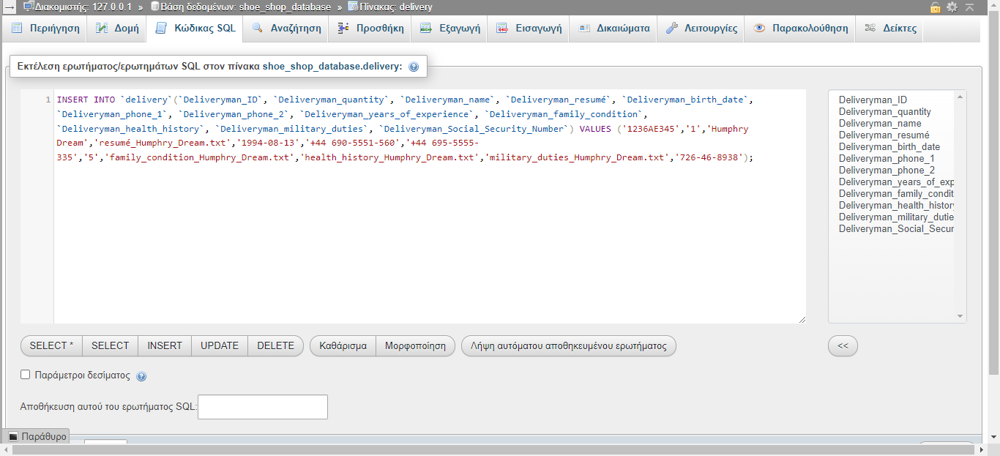 Διακομιστής: 127.0.0.1 » Βάση δεδομένων: shoe_shop_database » Πίνακας: delivery
Περιήγηση Δομή Κώδικας SQL Αναζήτηση Προσθήκη Εξαγωγή Εισαγωγή Δικαιώματα Λειτουργίες Παρακολούθηση Δείκτες
Εκτέλεση ερωτήματος/ερωτημάτων SQL στον πίνακα shoe_shop_database.delivery:
1 INSERT INTO `delivery`(`Deliveryman_ID`, `Deliveryman_quantity`, `Deliveryman_name`, `Deliveryman_resumé`, `Deliveryman_birth_date`,
`Deliveryman_phone_1`, `Deliveryman_phone_2`, `Deliveryman_years_of_experience`, `Deliveryman_family_condition`,
`Deliveryman_health_history`, `Deliveryman_military_duties`, `Deliveryman_Social_Security_Number`) VALUES ('1236AE345','1','Humphry
Dream','resumé_Humphry_Dream.txt','1994-08-13','+44 690-5551-560','+44 695-5555-
335','5','family_condition_Humphry_Dream.txt','health_history_Humphry_Dream.txt','military_duties_Humphry_Dream.txt','726-46-8938');
Deliveryman_ID
Deliveryman_quantity
Deliveryman_name
Deliveryman_resumé
Deliveryman_birth_date
Deliveryman_phone_1
Deliveryman_phone_2
Deliveryman_years_of_exp
Deliveryman_family_condit
Deliveryman_health_history
Deliveryman_military_dutie
Deliveryman_Social_Secur
SELECT * SELECT INSERT UPDATE DELETE Καθάρισμα Μορφοποίηση Λήψη αυτόματου αποθηκευμένου ερωτήματος <<
Παράμετροι δεσίματος
Αποθήκευση αυτού του ερωτήματος SQL:
Παράθυρο